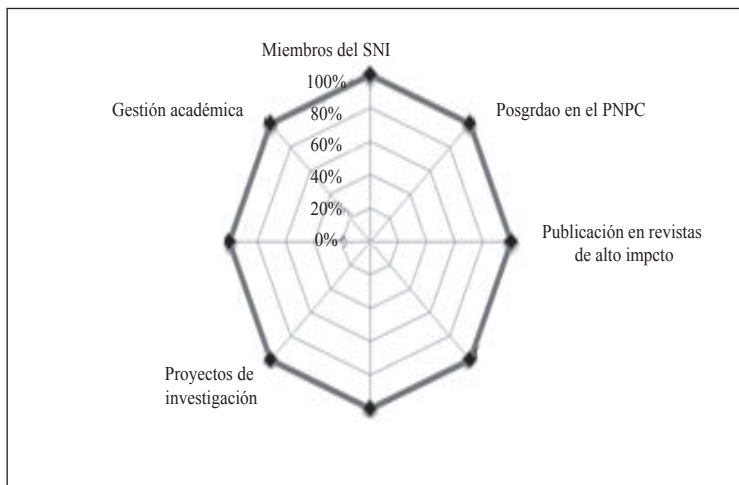 Miembros del SNI
100%
Gestión académica
80%
Posgrdao en el PNPC
60%
40%
20%
0%
Publicación en revistas
de alto impcto
Proyectos de
investigación